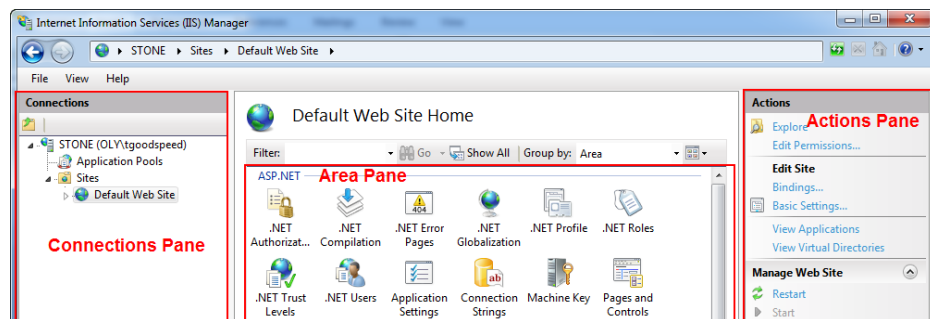 Internet Information Services (IIS) Manager
STONE Sites Default Web Site
File View Help
Connections
STONE (OLY\tgoodspeed)
Application Pools
Sites
Default Web Site
Connections Pane
Default Web Site Home
Filter: Go Show All Group by: Area
ASP.NET Area Pane
.NET Authorizat...
.NET Compilation
.NET Error Pages
.NET Globalization
.NET Profile
.NET Roles
.NET Trust Levels
.NET Users
Application Settings
Connection Strings
Machine Key
Pages and Controls
404
ab
Actions
Explore
Actions Pane
Edit Permissions...
Edit Site
Bindings...
Basic Settings...
View Applications
View Virtual Directories
Manage Web Site
Restart
Start